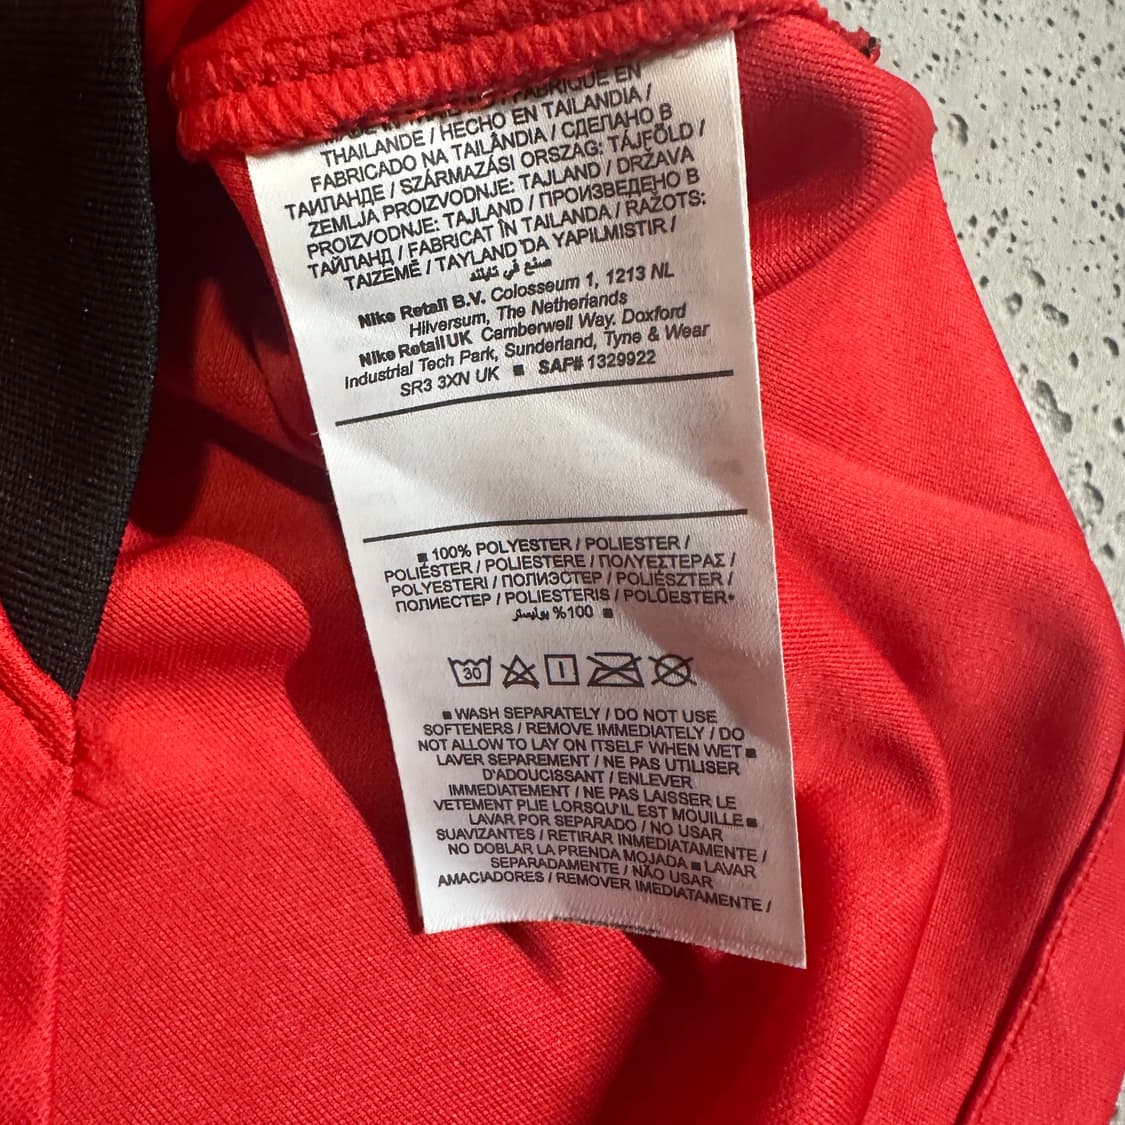 FABRIQUE EN
THAILANDE / HECHO EN TAILANDIA /
FABRICADO NA TAILÂNDIA / СДЕЛАНО В
ТАИЛАНДЕ / SZÁRMAZÁSI ORSZÁG: TÁJFÖLD /
ZEMLJA PROIZVODNJE: TAJLAND / DRŽAVA
PROIZVODNJE: TAJLAND / ПРОИЗВЕДЕНО В
ТАЙЛАНД / FABRICAT ÎN TAILANDA / RAŽOTS:
TAIZEMĒ / TAYLAND'DA YAPILMISTIR /
صنع في تايلاند
Nike Retail B.V. Colosseum 1, 1213 NL
Hilversum, The Netherlands
Nike Retail UK Camberwell Way, Doxford
Industrial Tech Park, Sunderland, Tyne & Wear
SR3 3XN UK ■ SAF# 1329922
■ 100% POLYESTER / POLIESTER /
POLIÉSTER / POLIESTERE / ΠΟΛΥΕΣΤΕΡΑΣ /
POLYESTERI / ПОЛИЭСТЕР / POLIÉSZTER /
ПОЛИЕСТЕР / POLIESTERIS / POLÜESTER
100% بوليستر ■
30
■ WASH SEPARATELY / DO NOT USE
SOFTENERS / REMOVE IMMEDIATELY / DO
NOT ALLOW TO LAY ON ITSELF WHEN WET ■
LAVER SEPAREMENT / NE PAS UTILISER
D'ADOUCISSANT / ENLEVER
IMMEDIATEMENT / NE PAS LAISSER LE
VETEMENT PLIE LORSQU'IL EST MOUILLE ■
LAVAR POR SEPARADO / NO USAR
SUAVIZANTES / RETIRAR INMEDIATAMENTE /
NO DOBLAR LA PRENDA MOJADA ■ LAVAR
SEPARADAMENTE / NÃO USAR
AMACIADORES / REMOVER IMEDIATAMENTE /